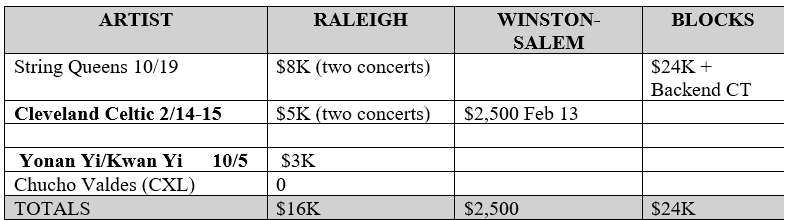 ARTIST RALEIGH WINSTON-SALEM BLOCKS
String Queens 10/19 $8K (two concerts) $24K + Backend CT
Cleveland Celtic 2/14-15 $5K (two concerts) $2,500 Feb 13
Yonan Yi/Kwan Yi 10/5 $3K
Chucho Valdes (CXL) 0
TOTALS $16K $2,500 $24K